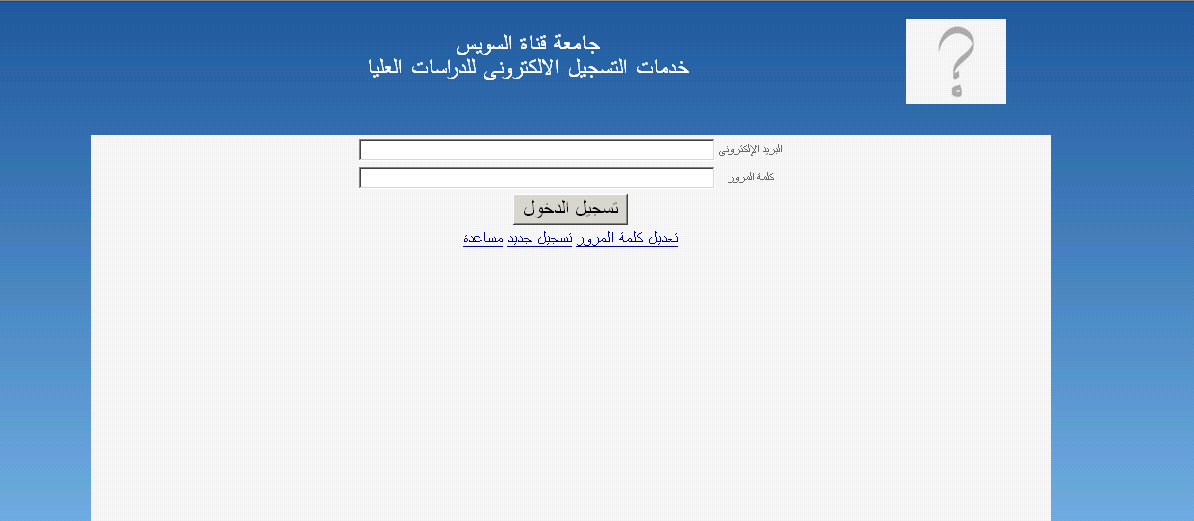 جامعة قناة السويس
خدمات التسجيل الالكترونى للدراسات العليا
البريد الإلكترونى
كلمة المرور
تسجيل الدخول
تعديل كلمة المرور تسجيل جديد مساعدة